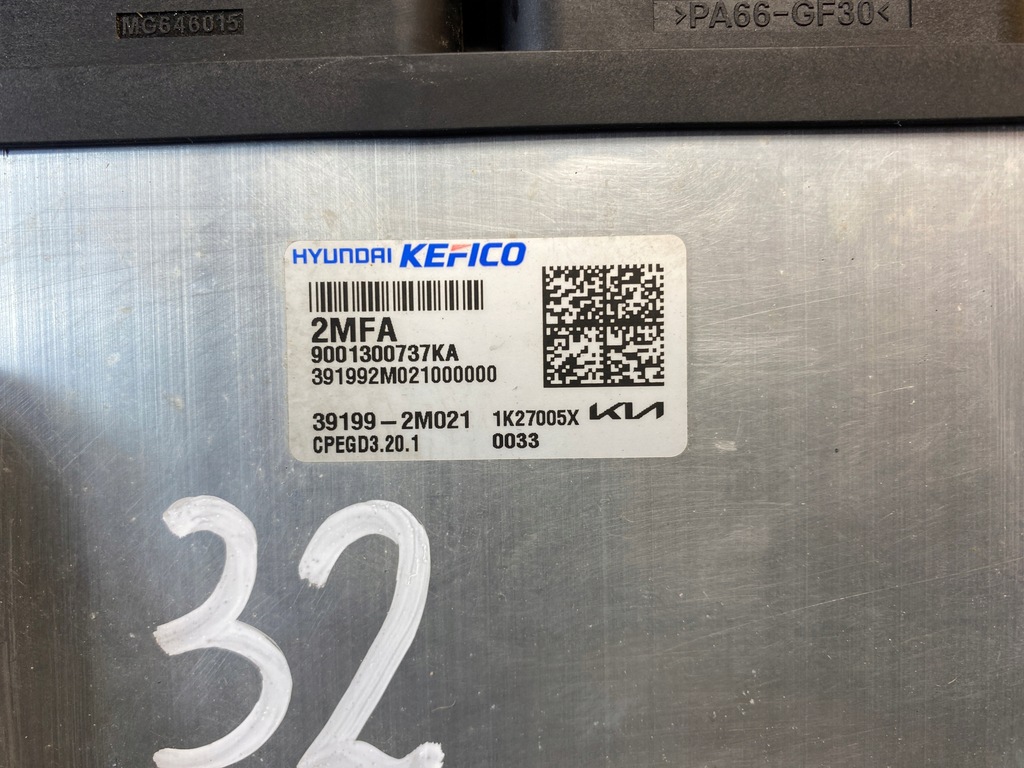 MG646015
>PA66-GF30<
HYUNDAI KEFICO
2MFA
9001300737KA
391992M021000000
39199-2M021 1K27005X KIA
CPEGD3.20.1 0033
32